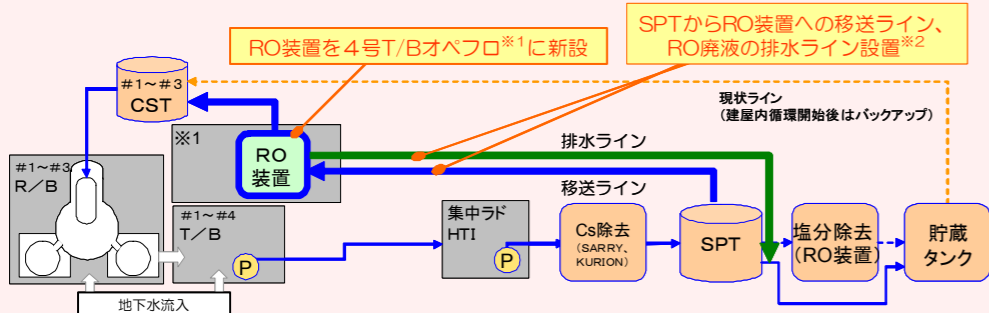 RO装置を４号T/Bオペフロ※1に新設
SPTからRO装置への移送ライン、
RO廃液の排水ライン設置※2
#1～#3
CST
現状ライン
(建屋内循環開始後はバックアップ)
※1
RO
装置
排水ライン
移送ライン
#1～#3
R／B
#1～#4
T／B
P
集中ラド
HTI
P
Cs除去
(SARRY、
KURION)
SPT
塩分除去
(RO装置)
貯蔵
タンク
地下水流入